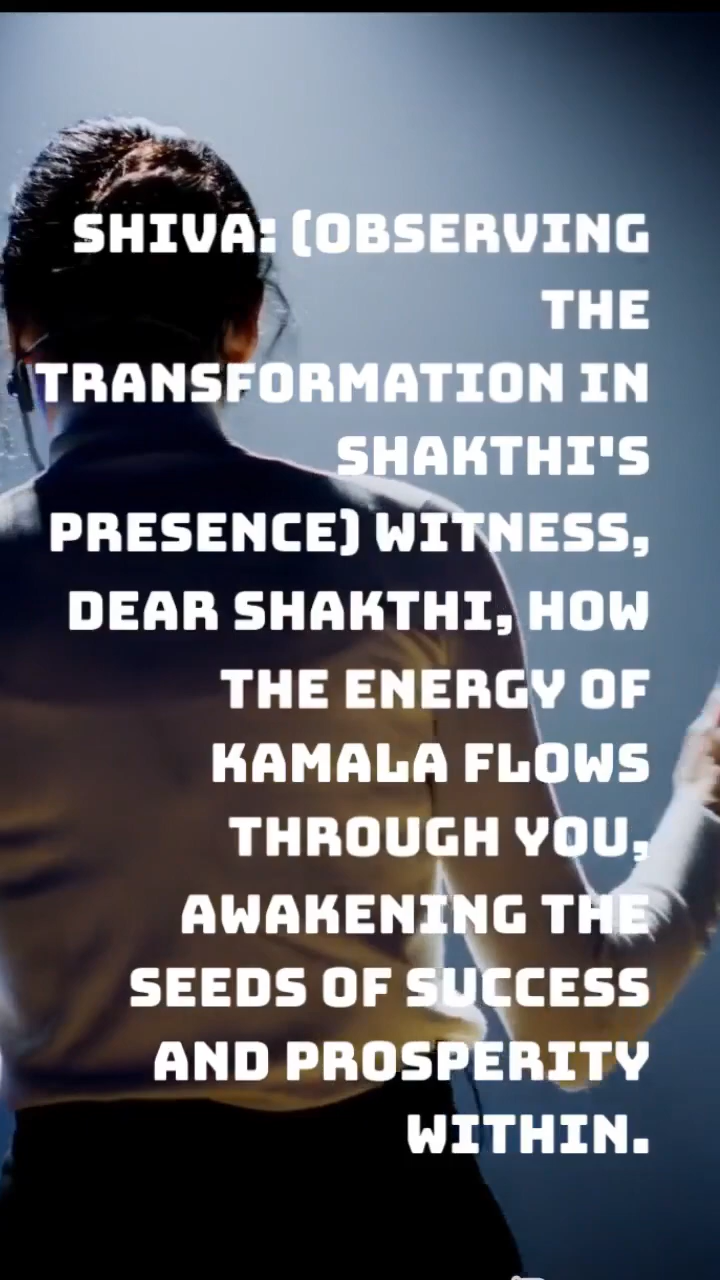 SHIVA: (OBSERVING
THE
TRANSFORMATION IN
SHAKTHI'S
PRESENCE) WITNESS,
DEAR SHAKTHI, HOW
THE ENERGY OF
KAMALA FLOWS
THROUGH YOU,
AWAKENING THE
SEEDS OF SUCCESS
AND PROSPERITY
WITHIN.